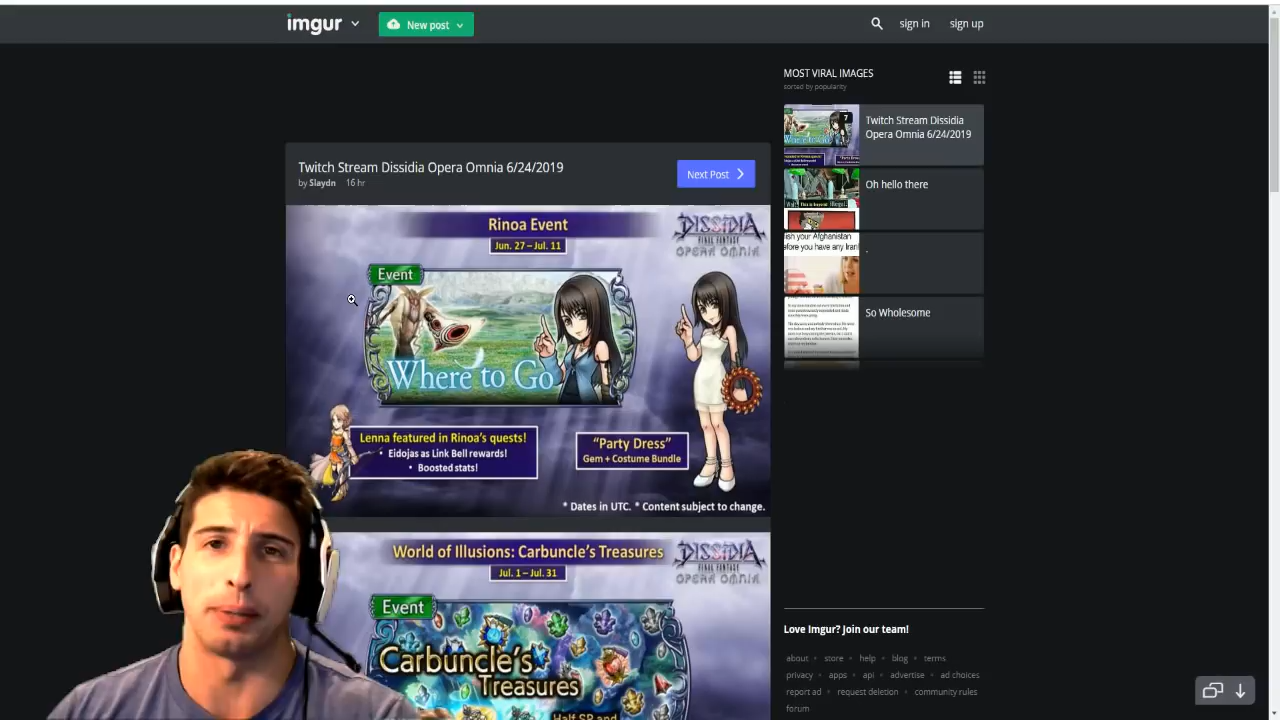 imgur
New post
sign in
sign up
MOST VIRAL IMAGES
sorted by popularity
7
Twitch Stream Dissidia
Opera Omnia 6/24/2019
Oh hello there
.
So Wholesome
Twitch Stream Dissidia Opera Omnia 6/24/2019
by Slaydn 16 hr
Next Post
Rinoa Event
Jun. 27 – Jul. 11
DISSIDIA
FINAL FANTASY
OPERA OMNIA
Event
Where to Go
Lenna featured in Rinoa's quests!
• Eidojas as Link Bell rewards!
• Boosted stats!
"Party Dress"
Gem + Costume Bundle
* Dates in UTC. * Content subject to change.
World of Illusions: Carbuncle's Treasures
Jul. 1 – Jul. 31
DISSIDIA
FINAL FANTASY
OPERA OMNIA
Event
Carbuncle's
Treasures
Half SP and
Love Imgur? Join our team!
about • store • help • blog • terms
privacy • apps • api • advertise • ad choices
report ad • request deletion • community rules
forum